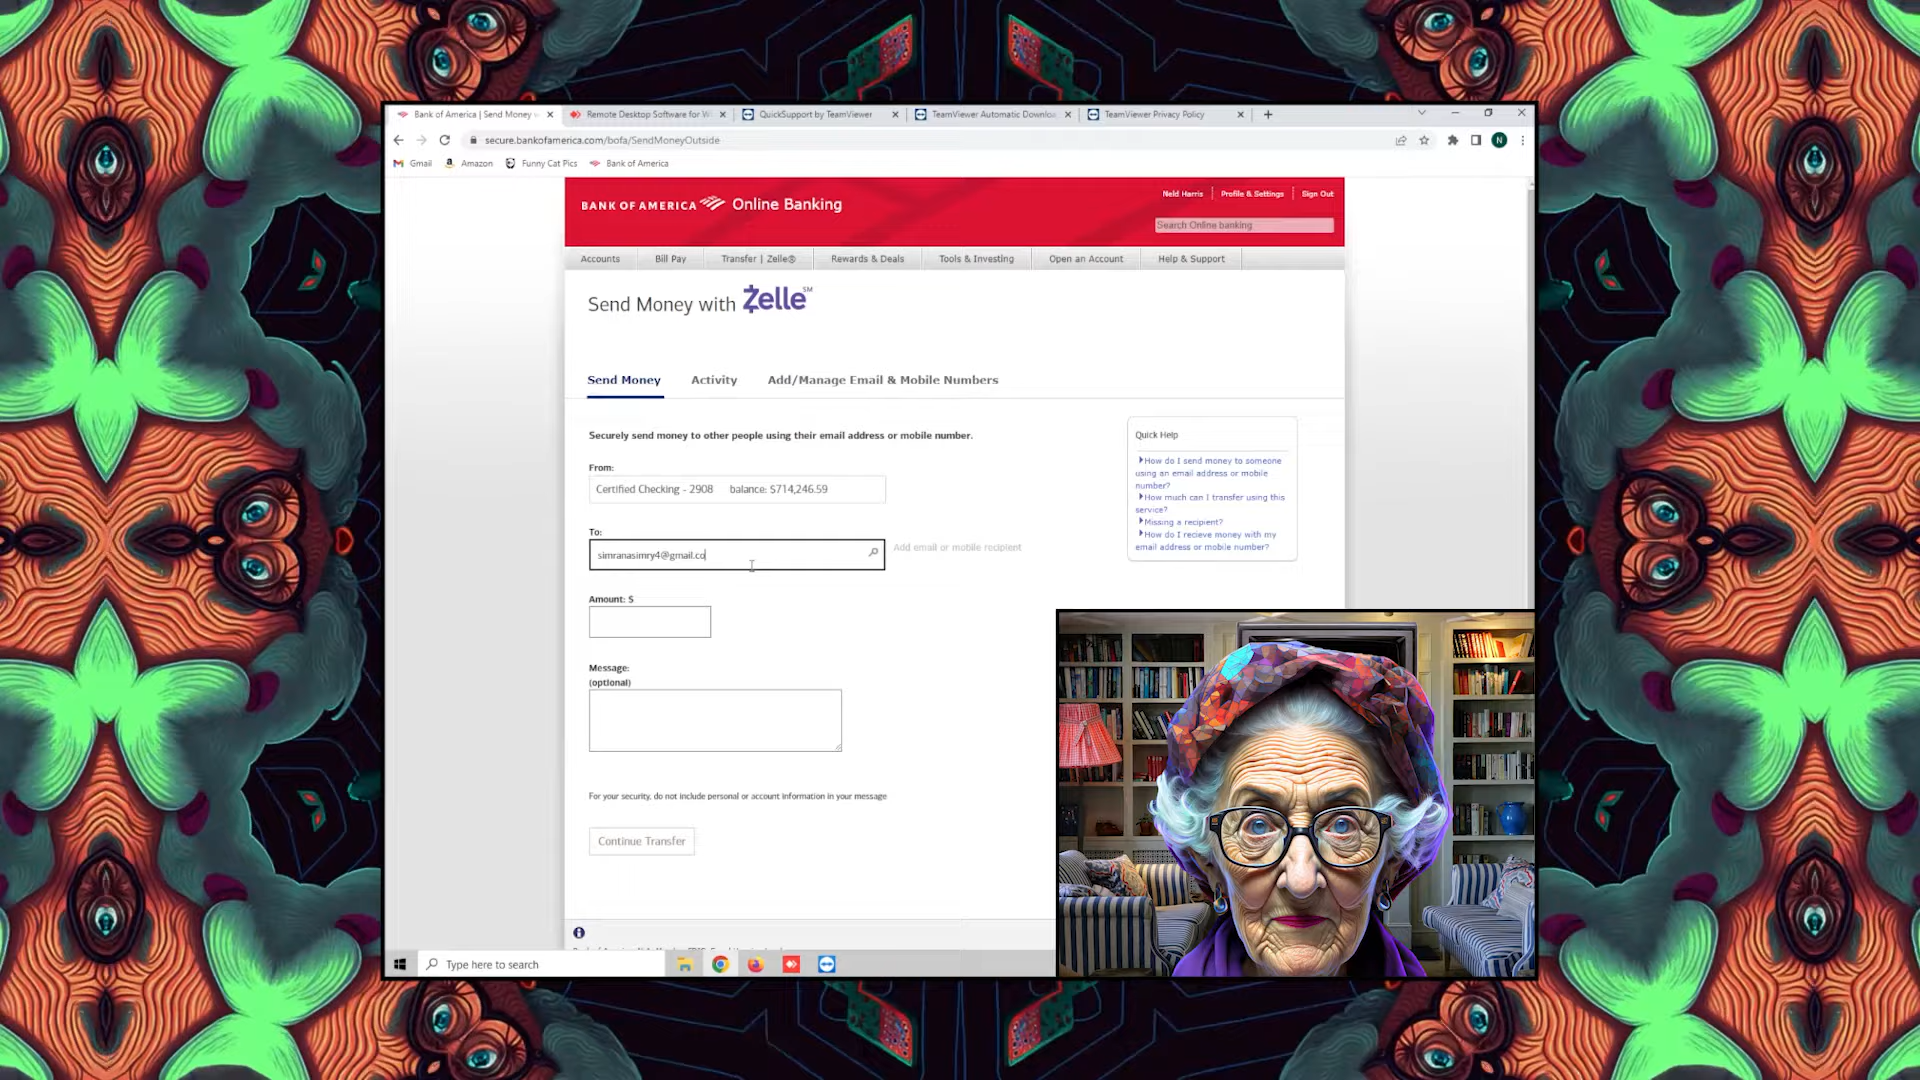 Bank of America | Send Money w
Remote Desktop Software for W
QuickSupport by TeamViewer
TeamViewer Automatic Downloa
TeamViewer Privacy Policy
secure.bankofamerica.com/bofa/SendMoneyOutside
N
Gmail
Amazon
Funny Cat Pics
Bank of America
BANK OF AMERICA Online Banking
Neld Harris
Profile & Settings
Sign Out
Search Online banking
Accounts
Bill Pay
Transfer | Zelle®
Rewards & Deals
Tools & Investing
Open an Account
Help & Support
Send Money with Zelle SM
Send Money
Activity
Add/Manage Email & Mobile Numbers
Securely send money to other people using their email address or mobile number.
From:
Certified Checking - 2908 balance: $714,246.59
To:
simranasimry4@gmail.co
Add email or mobile recipient
Amount: $
Message:
(optional)
For your security, do not include personal or account information in your message
Continue Transfer
Quick Help
How do I send money to someone
using an email address or mobile
number?
How much can I transfer using this
service?
Missing a recipient?
How do I recieve money with my
email address or mobile number?
Type here to search